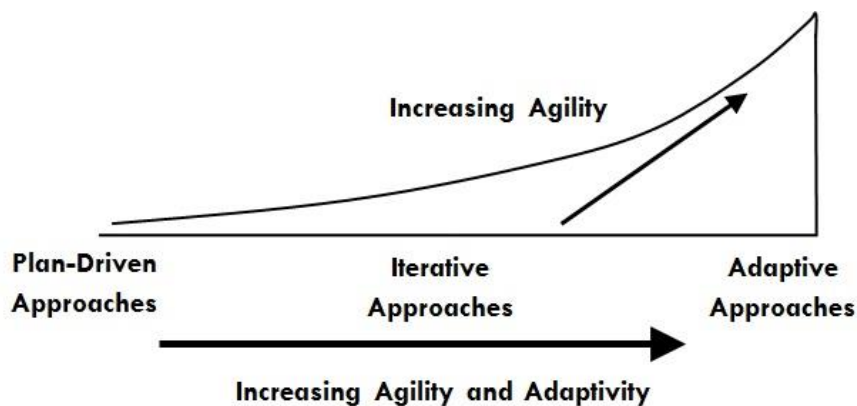 Increasing Agility
Plan-Driven
Approaches
Iterative
Approaches
Adaptive
Approaches
Increasing Agility and Adaptivity